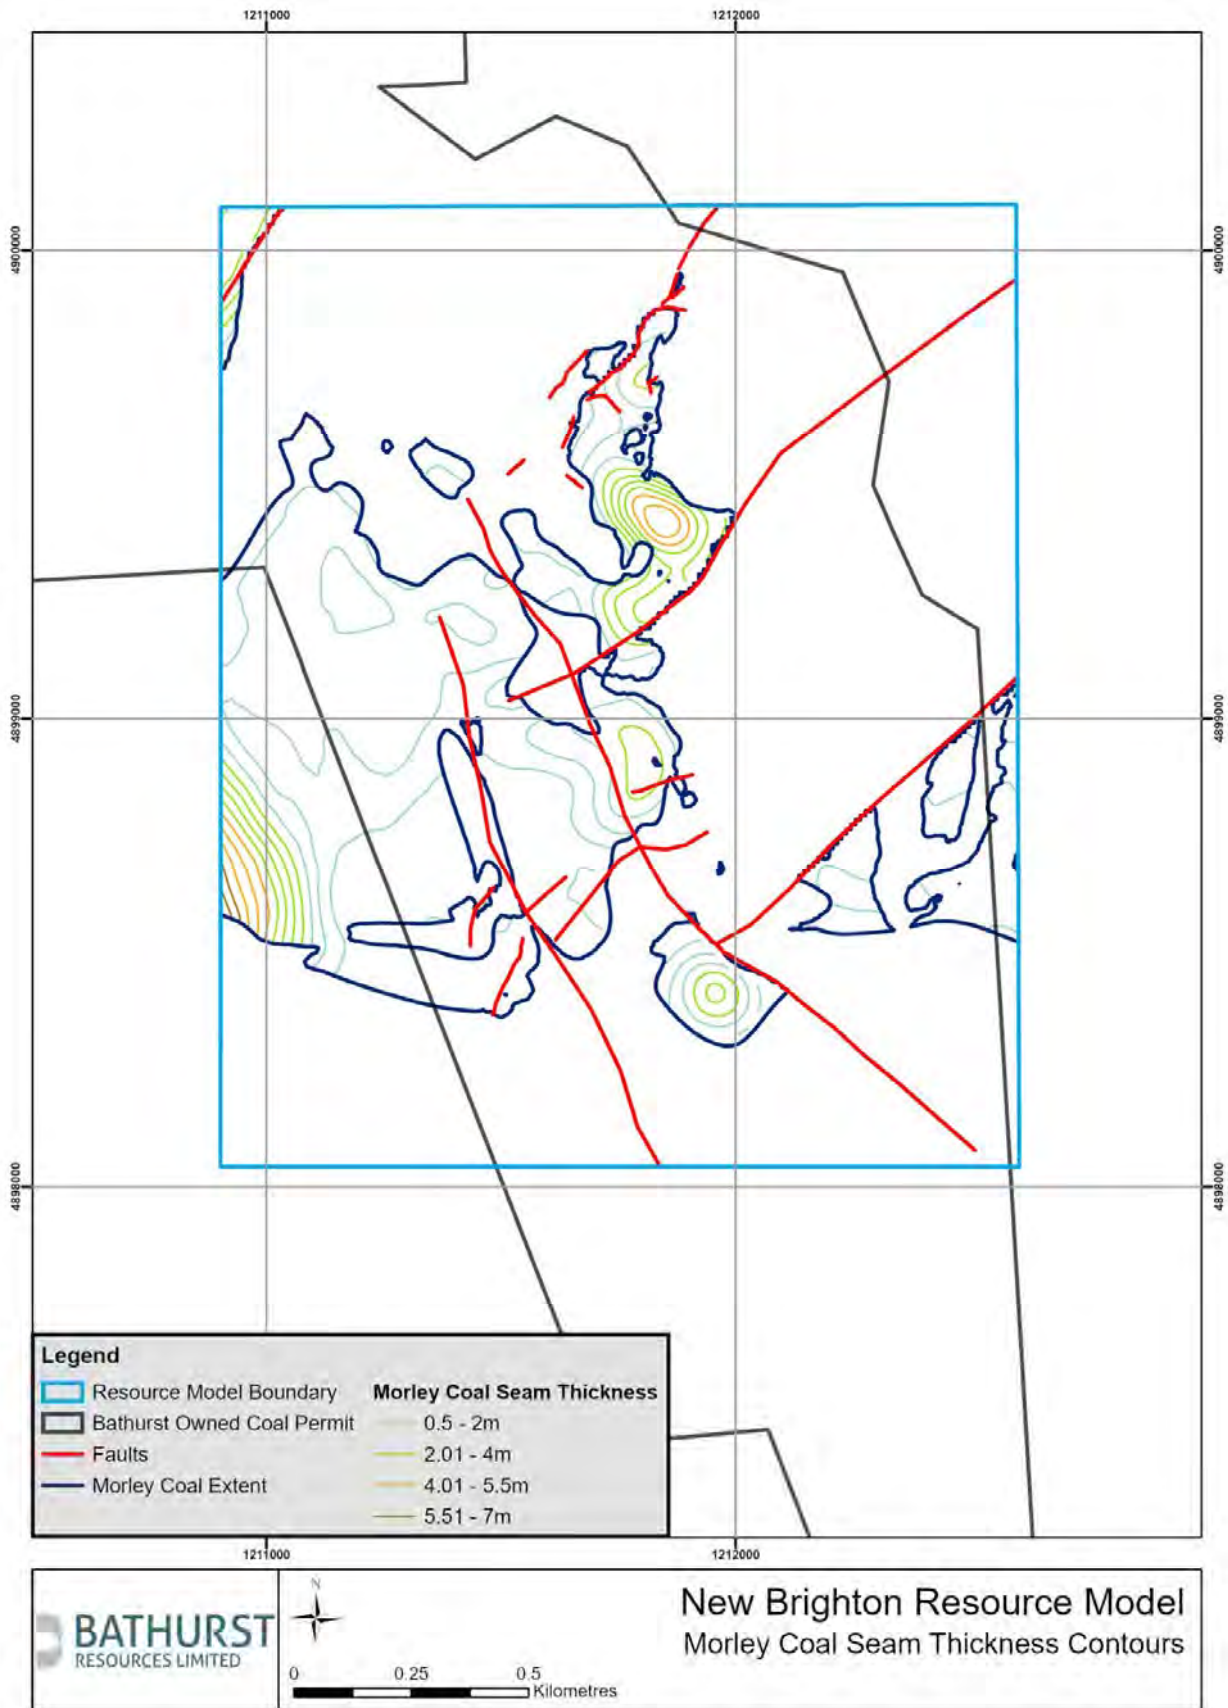 1211000
1212000
4900000
4900000
4899000
4899000
4898000
4898000
Legend
Resource Model Boundary
Bathurst Owned Coal Permit
Faults
Morley Coal Extent
Morley Coal Seam Thickness
0.5 - 2m
2.01 - 4m
4.01 - 5.5m
5.51 - 7m
1211000
1212000
BATHURST
RESOURCES LIMITED
N
0 0.25 0.5
Kilometres
New Brighton Resource Model
Morley Coal Seam Thickness Contours